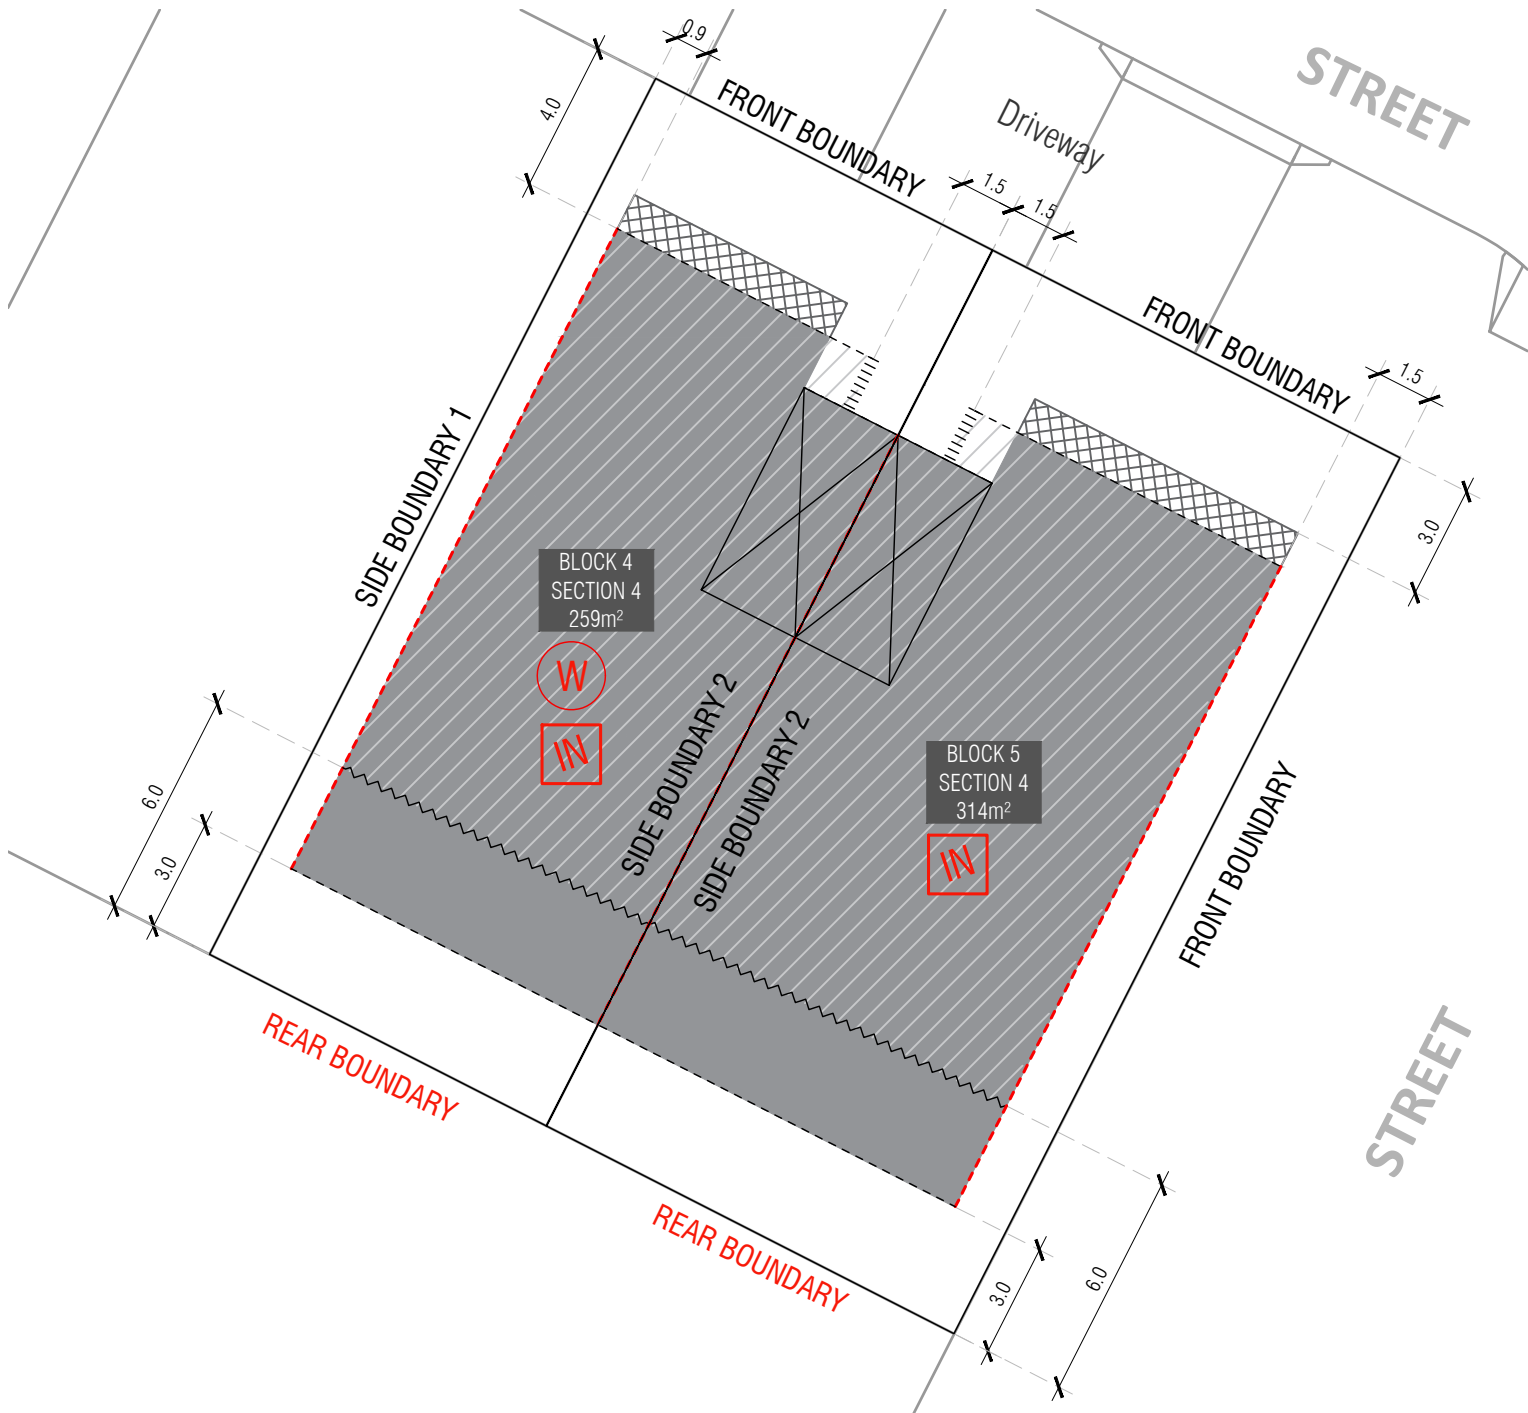 0.9
4.0
FRONT BOUNDARY
STREET
Driveway
1.5
1.5
FRONT BOUNDARY
1.5
3.0
SIDE BOUNDARY 1
BLOCK 4
SECTION 4
259m²
W
IN
SIDE BOUNDARY 2
SIDE BOUNDARY 2
BLOCK 5
SECTION 4
314m²
IN
FRONT BOUNDARY
6.0
3.0
REAR BOUNDARY
STREET
REAR BOUNDARY
3.0
6.0